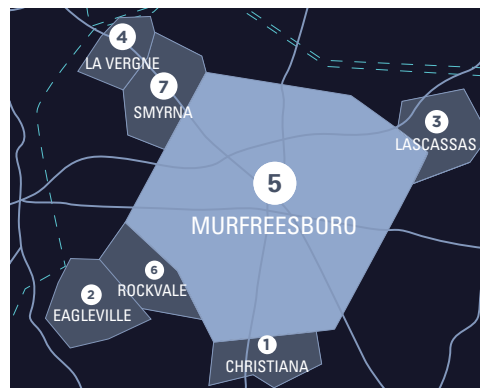 4
LA VERGNE
7
SMYRNA
3
LASCASSAS
5
MURFREESBORO
6
ROCKVALE
2
EAGLEVILLE
1
CHRISTIANA